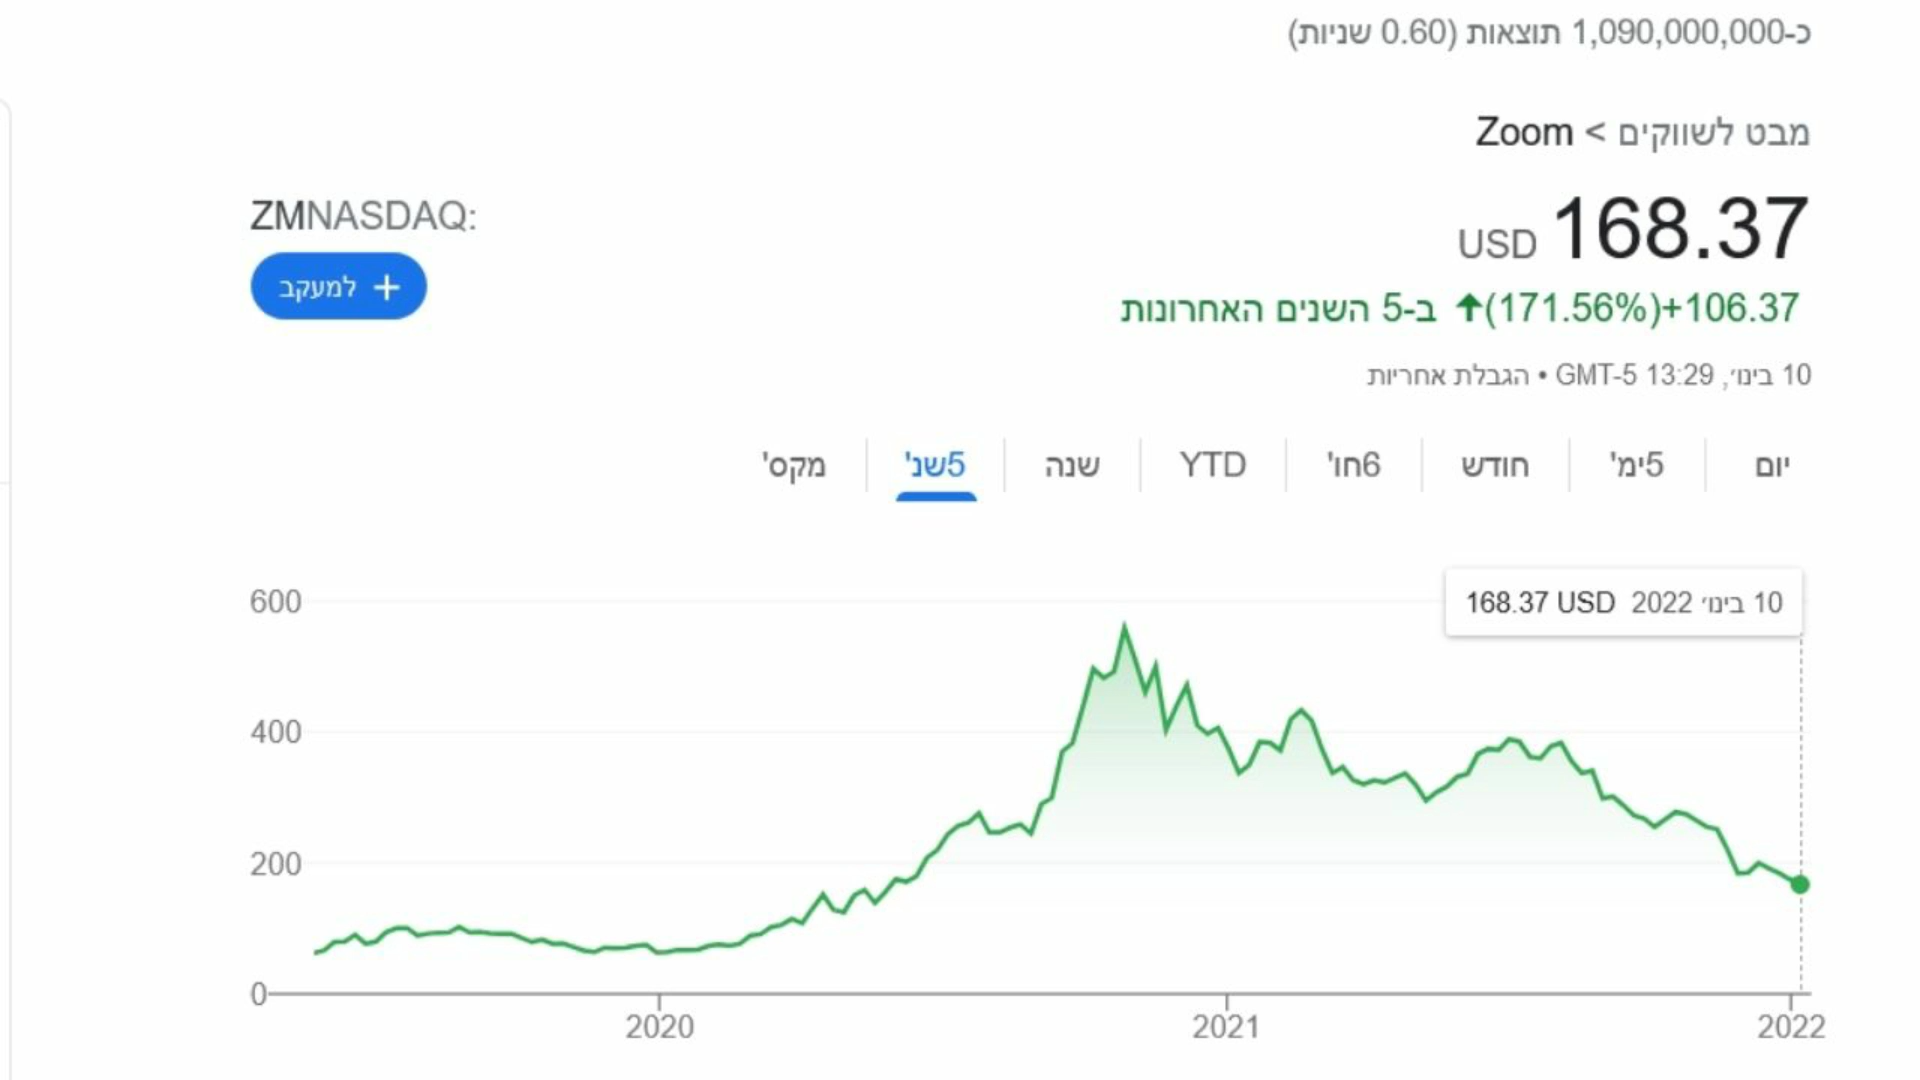 כ-1,090,000,000 תוצאות (0.60 שניות)
מבט לשווקים > Zoom
168.37 USD
ZMNASDAQ:
+ למעקב
+106.37(171.56%)↑ ב-5 השנים האחרונות
10 בינו׳, 13:29 GMT-5 • הגבלת אחריות
יום
5ימ'
חודש
6חו'
YTD
שנה
5שנ'
מקס'
10 בינו׳ 2022 168.37 USD
600
400
200
0
2020
2021
2022